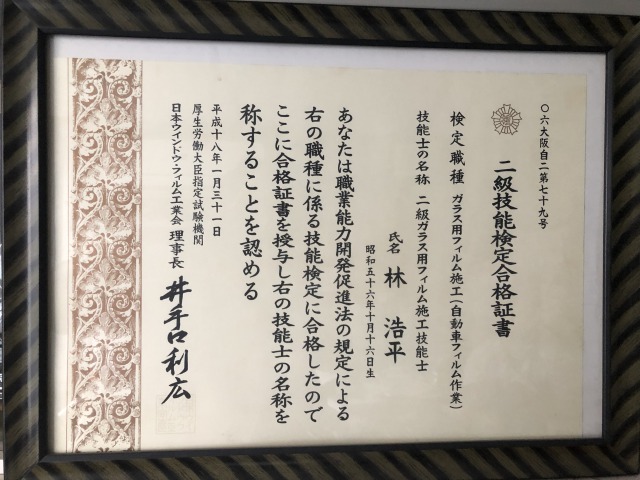 〇六大阪自二第七十九号
二級技能検定合格証書
検定職種 ガラス用フィルム施工(自動車フィルム作業)
技能士の名称 二級ガラス用フィルム施工技能士
氏名 林 浩平
昭和五十六年十月十六日生
あなたは職業能力開発促進法の規定による
右の職種に係る技能検定に合格したので
ここに合格証書を授与し右の技能士の名称を
称することを認める
平成十八年一月三十一日
厚生労働大臣指定試験機関
日本ウインドウ・フィルム工業会 理事長 井手口利広